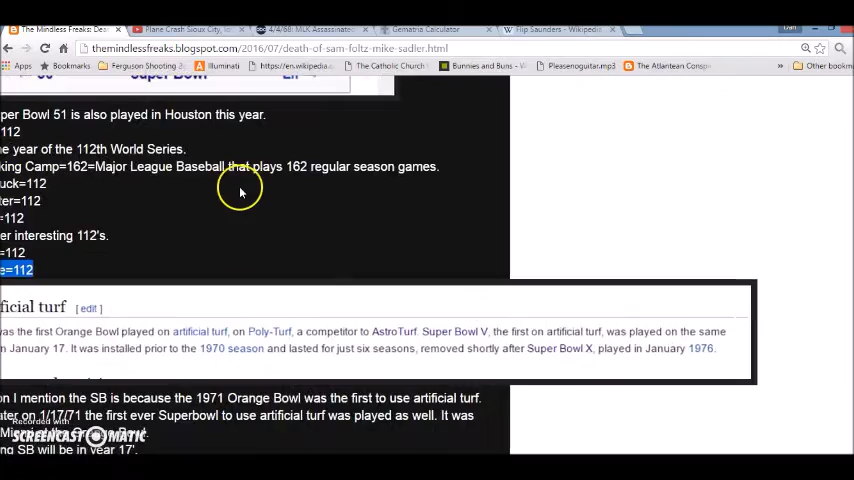 The Mindless Freaks: Dea
Plane Crash Sioux City, I
4/4/68: MLK Assassinated
Gematria Calculator
Flip Saunders - Wikipedia
Dan
themindlessfreaks.blogspot.com/2016/07/death-of-sam-foltz-mike-sadler.html
Apps
Bookmarks
Ferguson Shooting 2
Illuminati
https://en.wikipedia.
The Catholic Church
Bunnies and Buns - W
Pleasenoguitar.mp3
The Atlantean Consp
Other bookm
Super Bowl
per Bowl 51 is also played in Houston this year.
112
e year of the 112th World Series.
king Camp=162=Major League Baseball that plays 162 regular season games.
uck=112
ter=112
=112
er interesting 112's.
=112
e=112
ficial turf [ edit ]
was the first Orange Bowl played on artificial turf, on Poly-Turf, a competitor to AstroTurf. Super Bowl V, the first on artificial turf, was played on the same
n January 17. It was installed prior to the 1970 season and lasted for just six seasons, removed shortly after Super Bowl X, played in January 1976.
on I mention the SB is because the 1971 Orange Bowl was the first to use artificial turf.
ater on 1/17/71 the first ever Superbowl to use artificial turf was played as well. It was
Miami at the Orange Bowl.
ng SB will be in year 17'.
Recorded with
SCREENCAST-O-MATIC